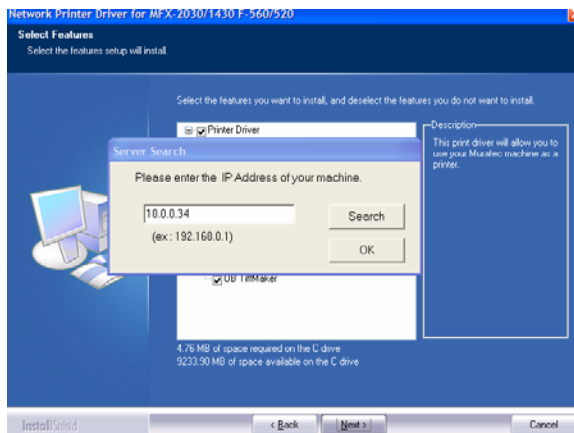 Network Printer Driver for MFX-2030/1430 F-560/520
Select Features
Select the features setup will install.
Select the features you want to install, and deselect the features you do not want to install.
Printer Driver
Description
This print driver will allow you to use your Muratec machine as a printer.
Server Search
Please enter the IP Address of your machine.
10.0.0.34
Search
(ex : 192.168.0.1)
OK
OB TiffMaker
4.76 MB of space required on the C drive
9233.90 MB of space available on the C drive
InstallShield
< Back
Next >
Cancel